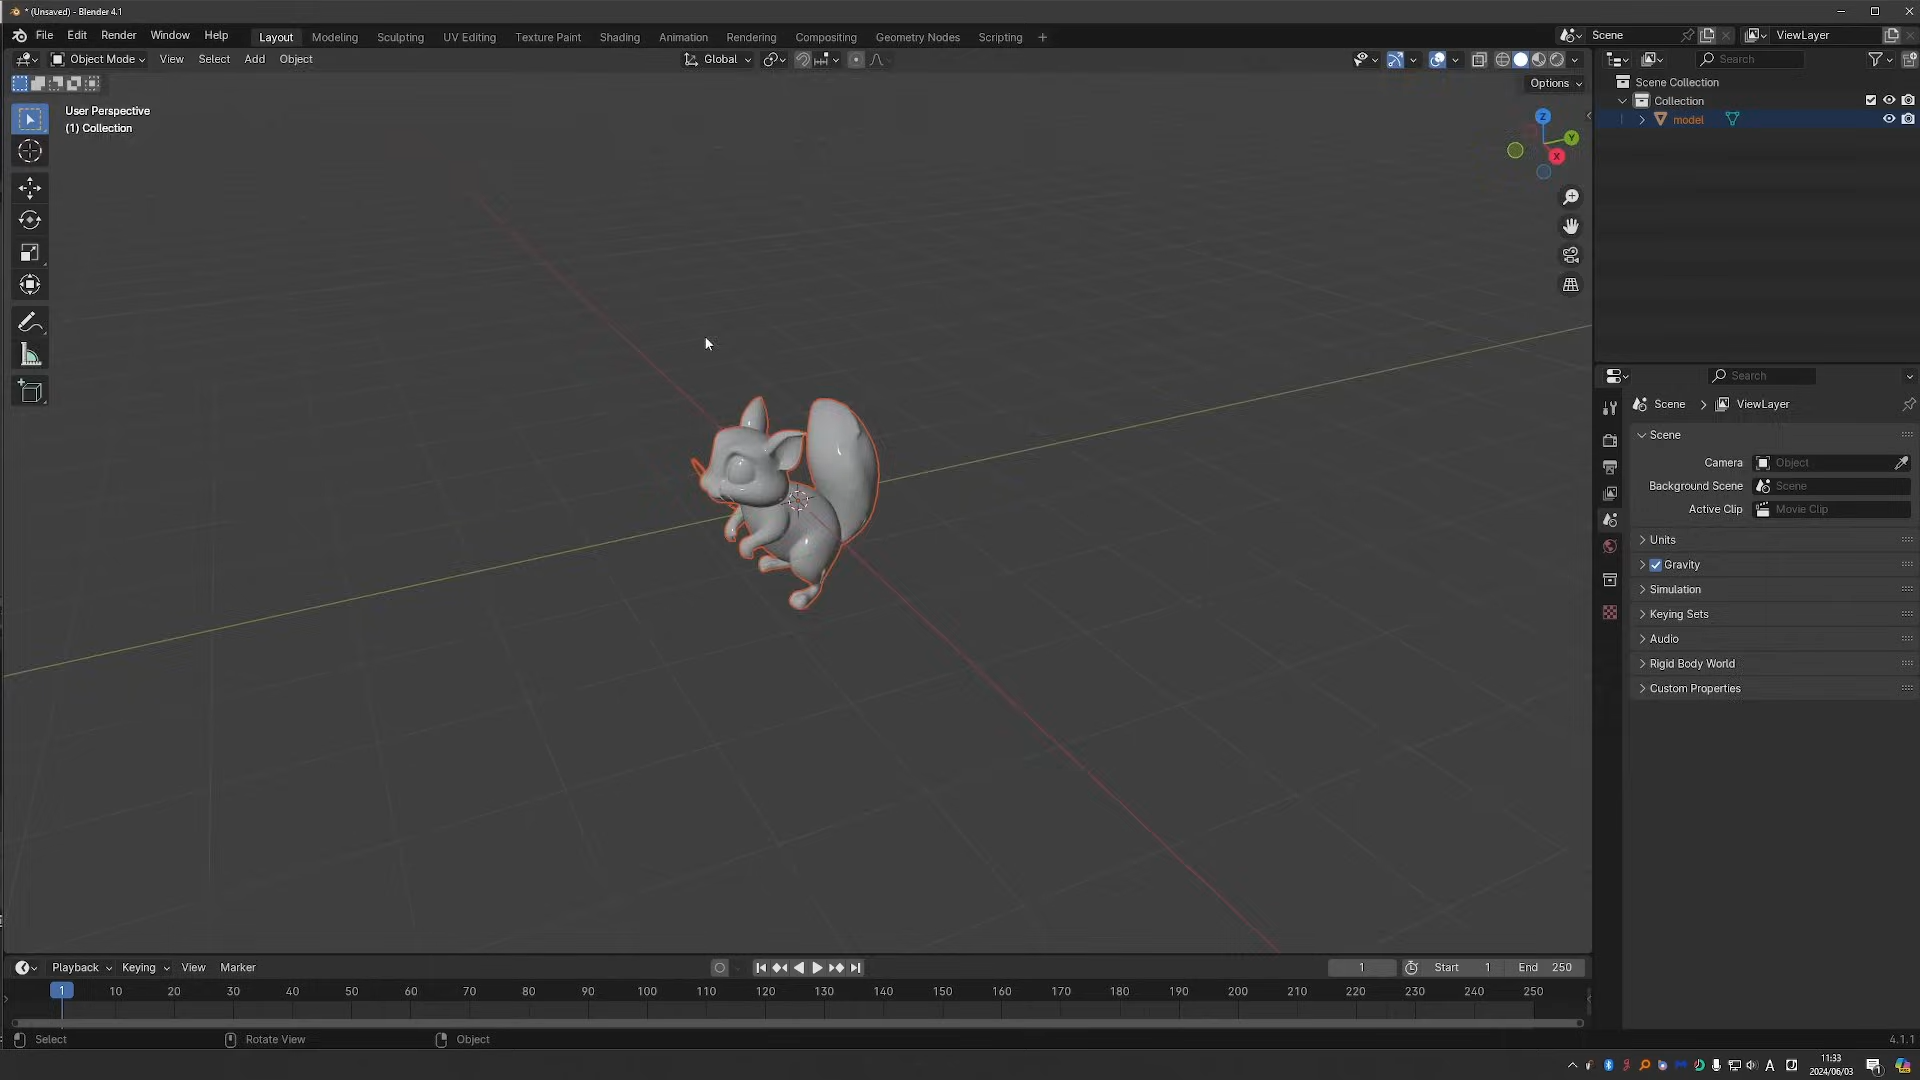 * (Unsaved) - Blender 4.1
File Edit Render Window Help
Layout Modeling Sculpting UV Editing Texture Paint Shading Animation Rendering Compositing Geometry Nodes Scripting +
Scene
ViewLayer
Object Mode View Select Add Object
Global
Search
Options
User Perspective
(1) Collection
Z
Y
X
Scene Collection
Collection
model
Search
Scene > ViewLayer
Scene
Camera Object
Background Scene Scene
Active Clip Movie Clip
Units
Gravity
Simulation
Keying Sets
Audio
Rigid Body World
Custom Properties
Playback Keying View Marker
1 Start 1 End 250
1 10 20 30 40 50 60 70 80 90 100 110 120 130 140 150 160 170 180 190 200 210 220 230 240 250
Select Rotate View Object
4.1.1
A
11:33
2024/06/03